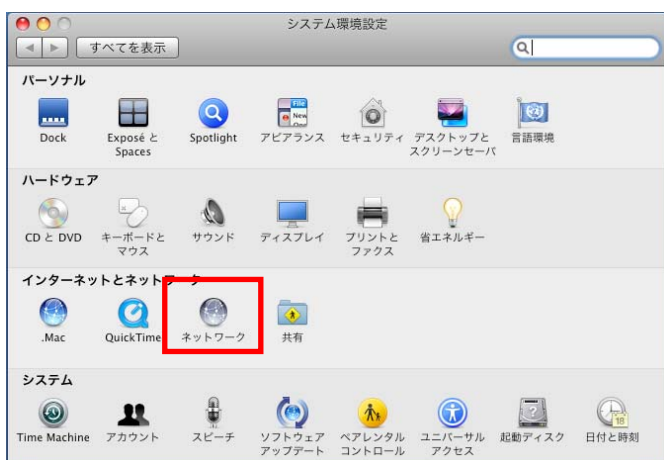 システム環境設定
すべてを表示
パーソナル
Dock
Exposé と
Spaces
Spotlight
アピアランス
セキュリティ
デスクトップと
スクリーンセーバ
言語環境
ハードウェア
CD と DVD
キーボードと
マウス
サウンド
ディスプレイ
プリントと
ファクス
省エネルギー
インターネットとネットワーク
.Mac
QuickTime
ネットワーク
共有
システム
Time Machine
アカウント
スピーチ
ソフトウェア
アップデート
ペアレンタル
コントロール
ユニバーサル
アクセス
起動ディスク
日付と時刻
File
New
18